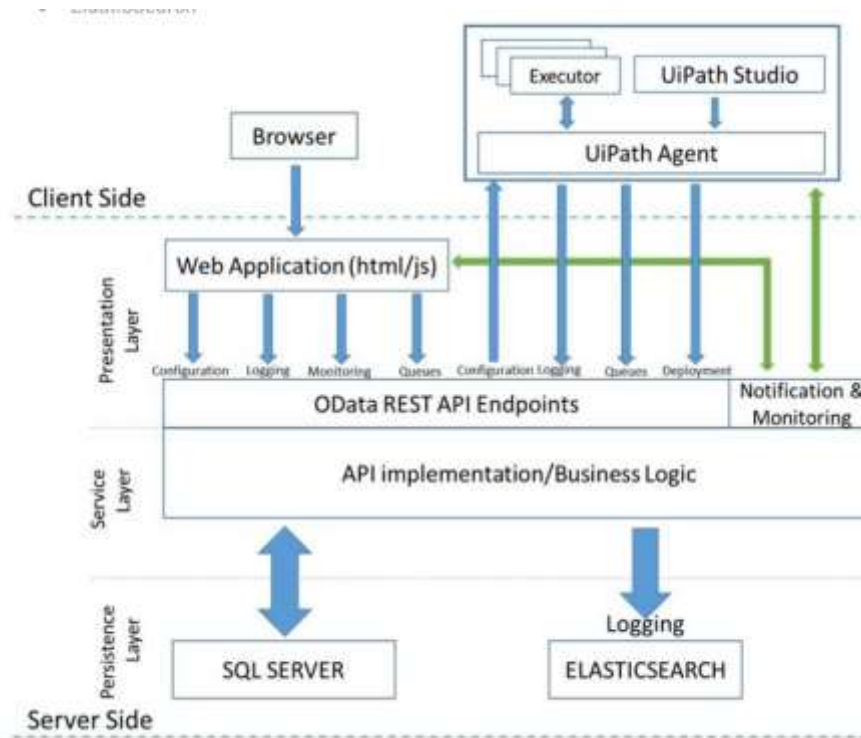 Executor
UiPath Studio
Browser
UiPath Agent
Client Side
Web Application (html/js)
Presentation
Layer
Configuration Logging Monitoring Queues Configuration Logging Queues Deployment
OData REST API Endpoints
Notification &
Monitoring
API implementation/Business Logic
Service
Layer
Logging
Persistence
Layer
SQL SERVER
ELASTICSEARCH
Server Side